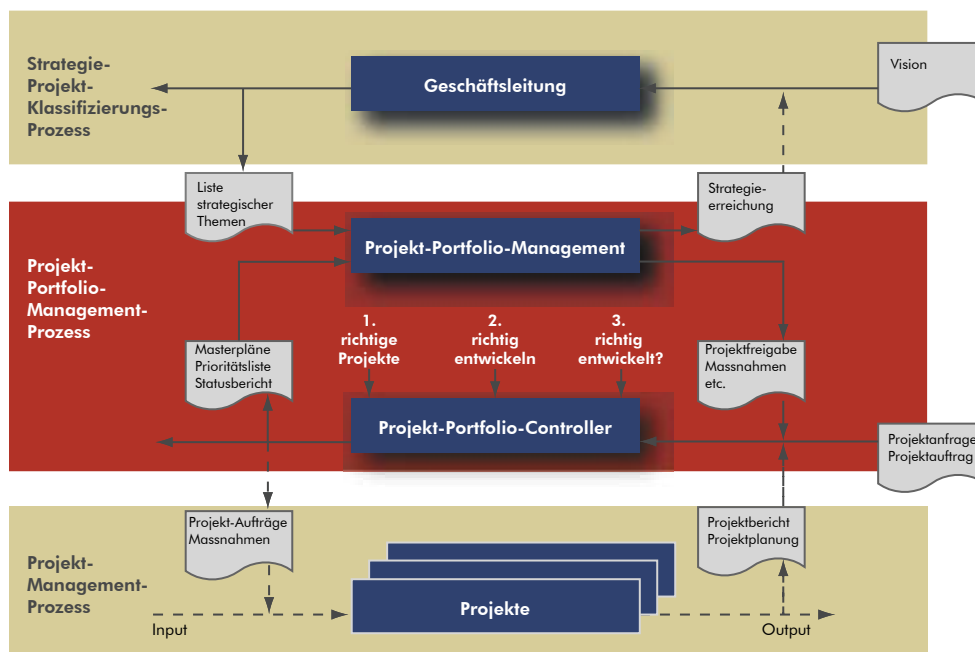 Strategie-
Projekt-
Klassifizierungs-
Prozess
Geschäftsleitung
Vision
Liste
strategischer
Themen
Strategie-
erreichung
Projekt-
Portfolio-
Management-
Prozess
Projekt-Portfolio-Management
1.
richtige
Projekte
2.
richtig
entwickeln
3.
richtig
entwickelt?
Masterpläne
Prioritätsliste
Statusbericht
Projektfreigabe
Massnahmen
etc.
Projekt-Portfolio-Controller
Projektanfrage
Projektauftrag
Projekt-Aufträge
Massnahmen
Projektbericht
Projektplanung
Projekt-
Management-
Prozess
Projekte
Input
Output